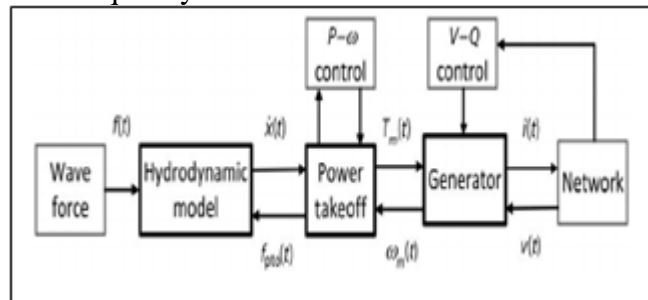 P–ω
control
V–Q
control
f(t)
ẋ(t)
T_m(t)
i(t)
Wave
force
Hydrodynamic
model
Power
takeoff
Generator
Network
f_pto(t)
ω_m(t)
v(t)